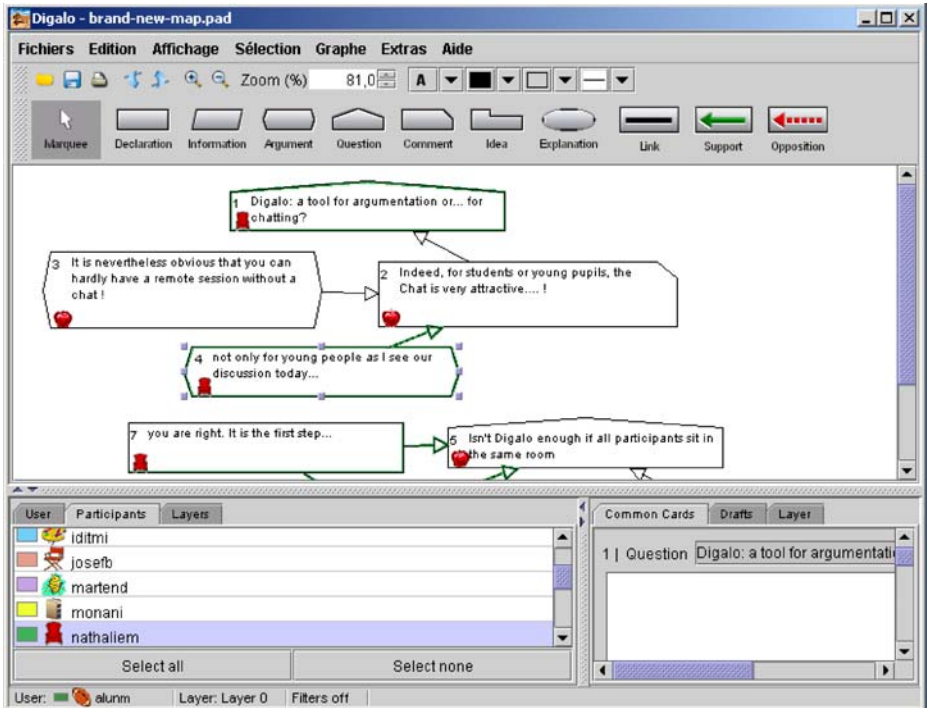 Digalo - brand-new-map.pad
Fichiers Edition Affichage Sélection Graphe Extras Aide
Zoom (%) 81,0 A
Marquee Declaration Information Argument Question Comment Idea Explanation Link Support Opposition
1 Digalo: a tool for argumentation or... for
chatting?
3 It is nevertheless obvious that you can
hardly have a remote session without a
chat !
2 Indeed, for students or young pupils, the
Chat is very attractive.... !
4 not only for young people as I see our
discussion today...
7 you are right. It is the first step...
5 Isn't Digalo enough if all participants sit in
the same room
User Participants Layers
iditmi
josefb
martend
monani
nathaliem
Select all Select none
Common Cards Drafts Layer
1 | Question Digalo: a tool for argumentati
User: alunm Layer: Layer 0 Filters off